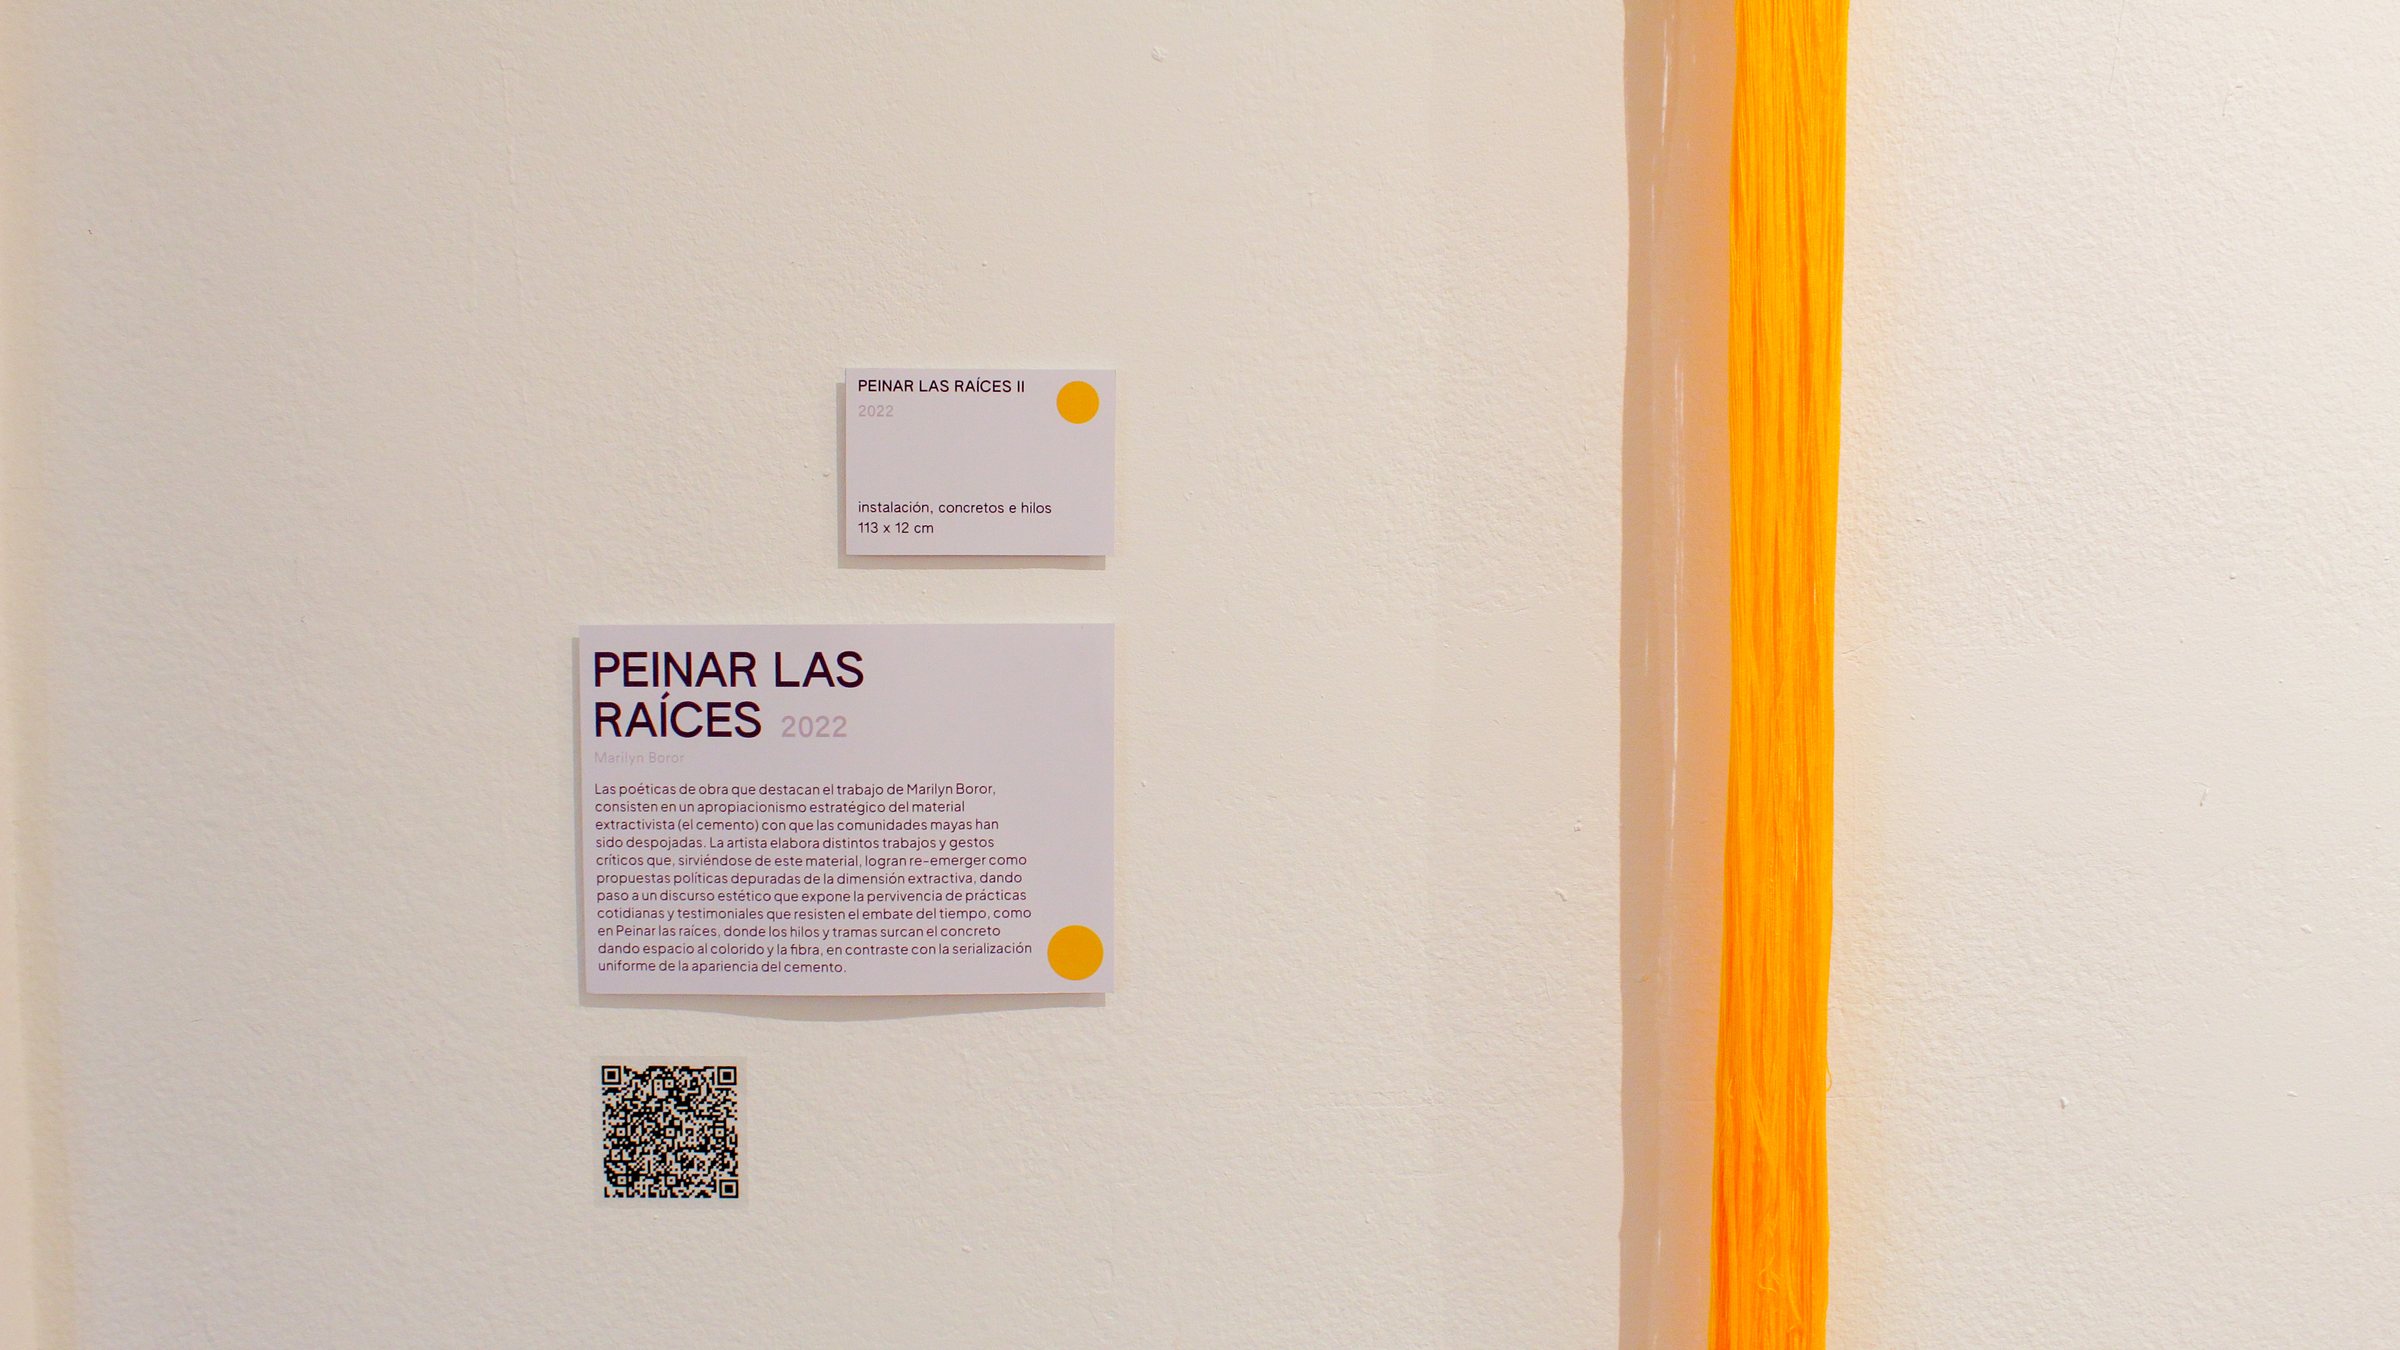 PEINAR LAS RAÍCES II
2022
instalación, concretos e hilos
113 x 12 cm
PEINAR LAS
RAÍCES 2022
Marilyn Boror
Las poéticas de obra que destacan el trabajo de Marilyn Boror,
consisten en un apropiacionismo estratégico del material
extractivista (el cemento) con que las comunidades mayas han
sido despojadas. La artista elabora distintos trabajos y gestos
críticos que, sirviéndose de este material, logran re-emerger como
propuestas políticas depuradas de la dimensión extractiva, dando
paso a un discurso estético que expone la pervivencia de prácticas
cotidianas y testimoniales que resisten el embate del tiempo, como
en Peinar las raíces, donde los hilos y tramas surcan el concreto
dando espacio al colorido y la fibra, en contraste con la serialización
uniforme de la apariencia del cemento.